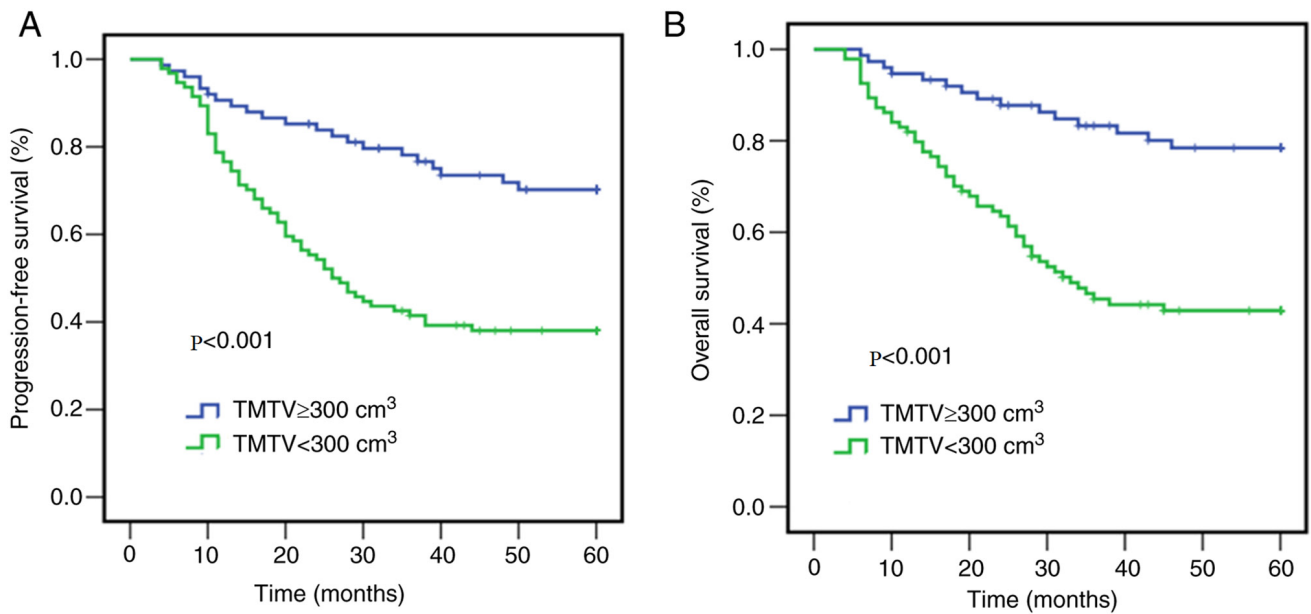 A
Progression-free survival (%)
1.0
0.8
0.6
0.4
0.2
0.0
P<0.001
TMTV≥300 cm³
TMTV<300 cm³
0 10 20 30 40 50 60
Time (months)
B
Overall survival (%)
1.0
0.8
0.6
0.4
0.2
0.0
P<0.001
TMTV≥300 cm³
TMTV<300 cm³
0 10 20 30 40 50 60
Time (months)